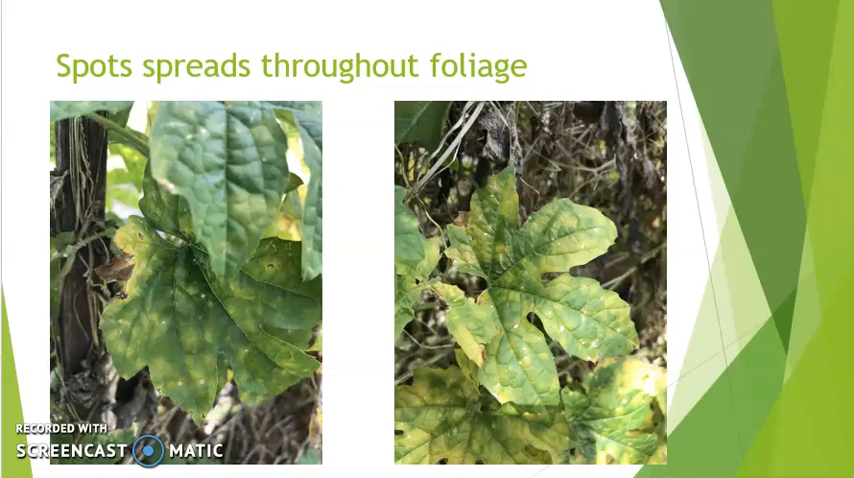 Spots spreads throughout foliage
RECORDED WITH
SCREENCAST MATIC